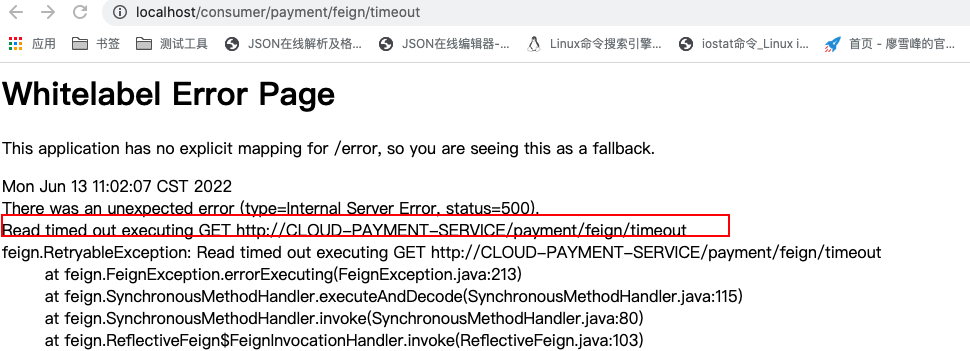 localhost/consumer/payment/feign/timeout
应用 书签 测试工具 JSON在线解析及格... JSON在线编辑器-... Linux命令搜索引擎... iostat命令_Linux i... 首页 - 廖雪峰的官...
Whitelabel Error Page
This application has no explicit mapping for /error, so you are seeing this as a fallback.
Mon Jun 13 11:02:07 CST 2022
There was an unexpected error (type=Internal Server Error, status=500).
Read timed out executing GET http://CLOUD-PAYMENT-SERVICE/payment/feign/timeout
feign.RetryableException: Read timed out executing GET http://CLOUD-PAYMENT-SERVICE/payment/feign/timeout
at feign.FeignException.errorExecuting(FeignException.java:213)
at feign.SynchronousMethodHandler.executeAndDecode(SynchronousMethodHandler.java:115)
at feign.SynchronousMethodHandler.invoke(SynchronousMethodHandler.java:80)
at feign.ReflectiveFeign$FeignInvocationHandler.invoke(ReflectiveFeign.java:103)